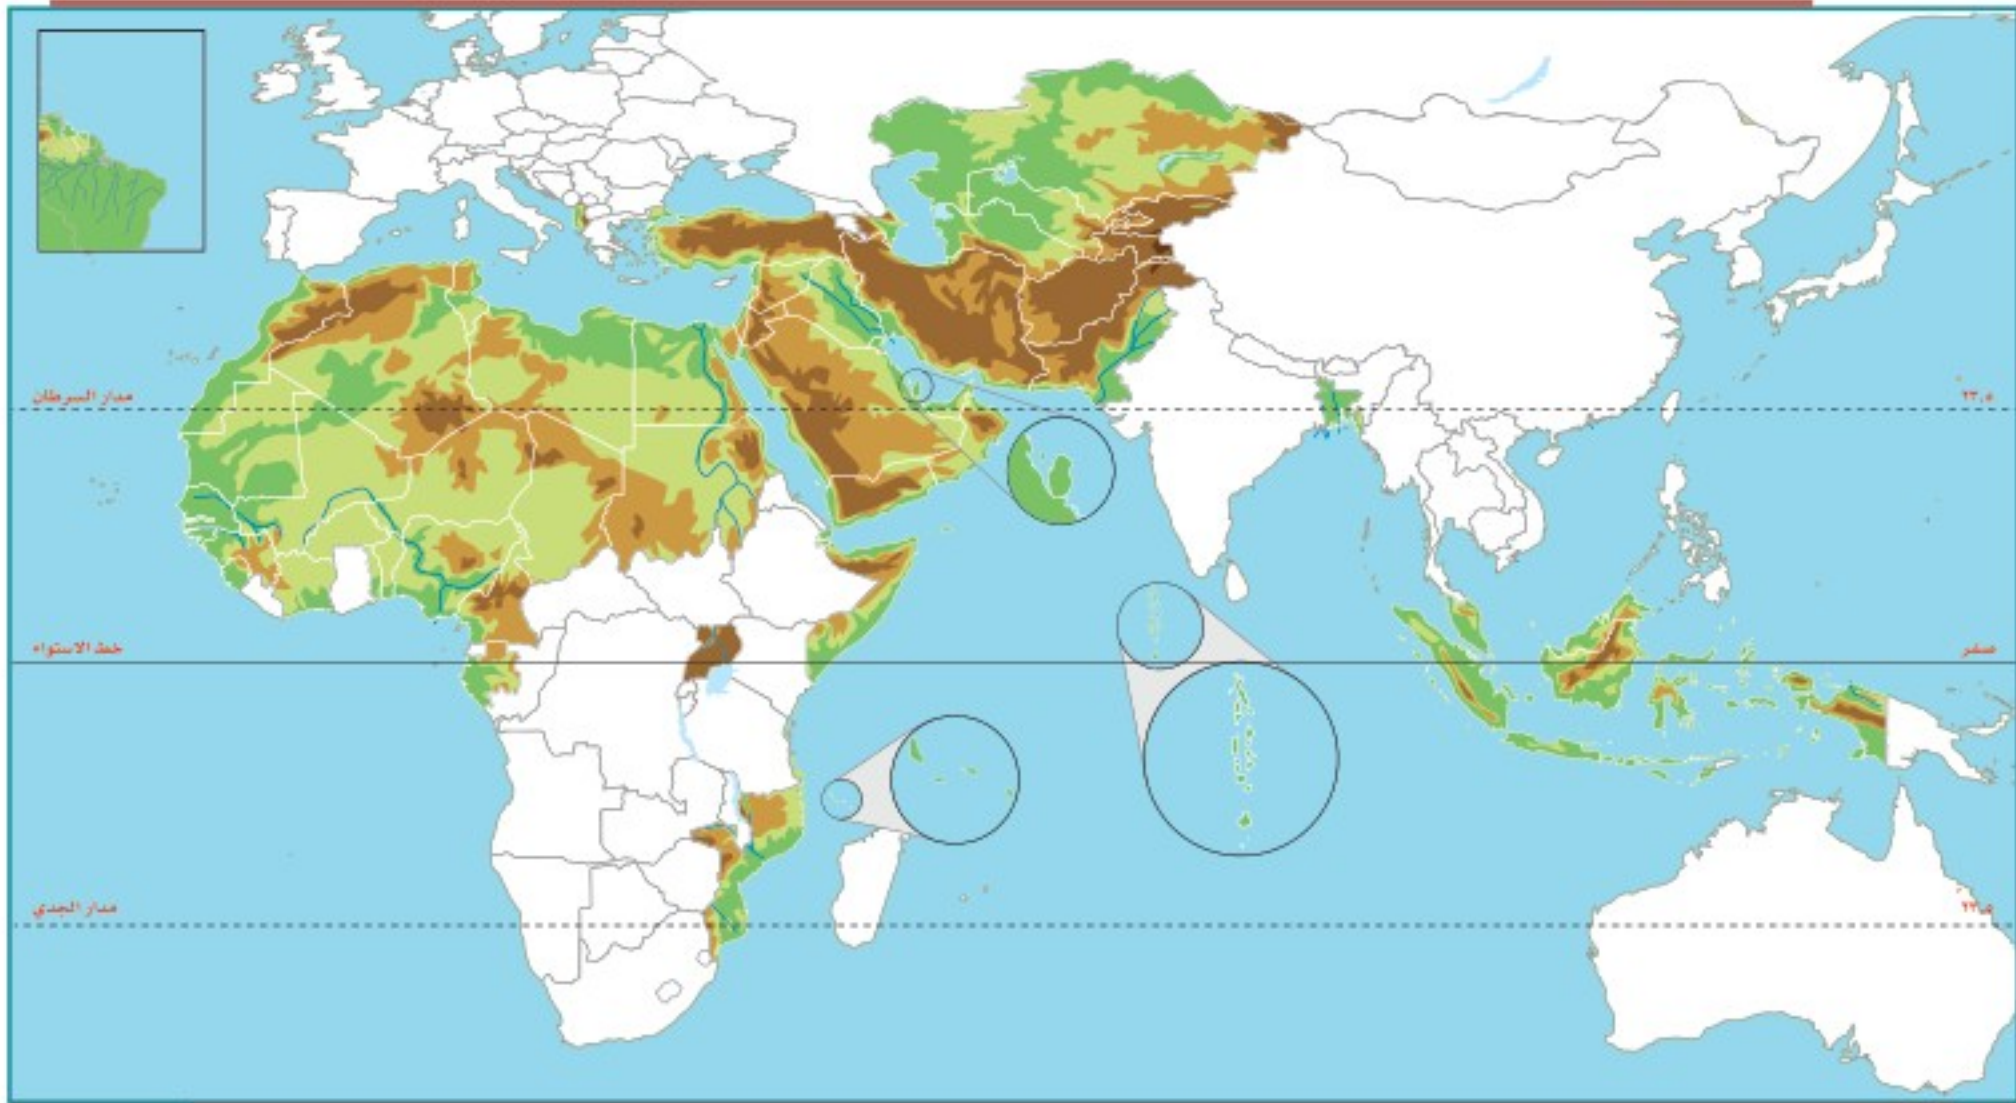 مدار السرطان
٢٣,٥
خط الاستواء
صفر
مدار الجدي
٢٣,٥